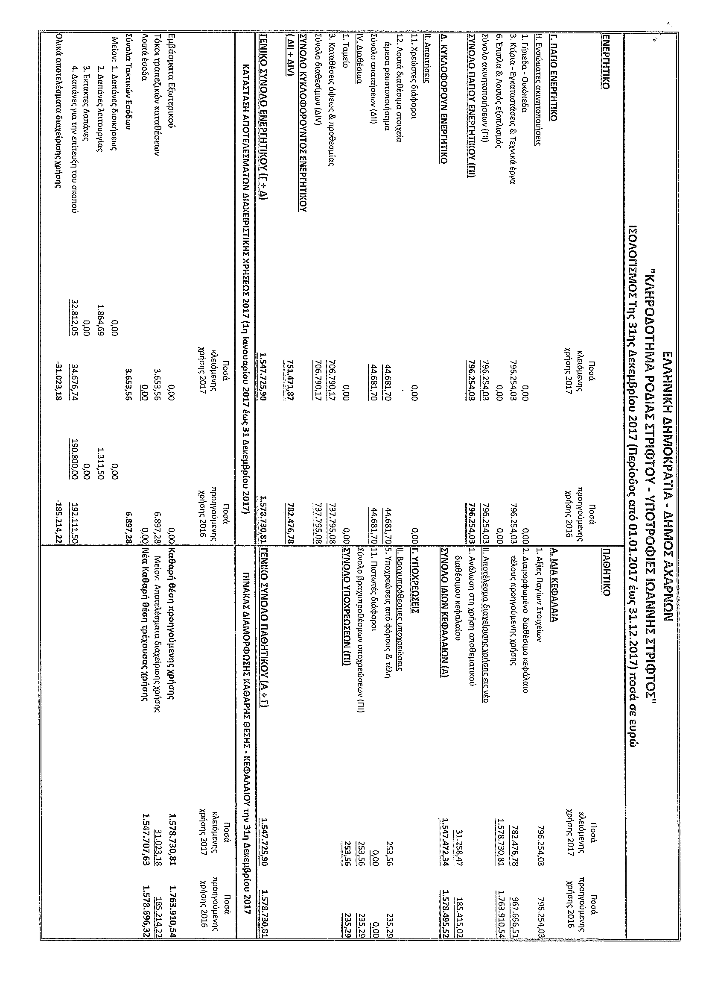 ΕΛΛΗΝΙΚΗ ΔΗΜΟΚΡΑΤΙΑ - ΔΗΜΟΣ ΑΧΑΡΝΩΝ
"ΚΛΗΡΟΔΟΤΗΜΑ ΡΟΔΙΑΣ ΣΤΡΙΦΤΟΥ - ΥΠΟΤΡΟΦΙΕΣ ΙΩΑΝΝΗΣ ΣΤΡΙΦΤΟΣ"
ΙΣΟΛΟΓΙΣΜΟΣ Της 31ης Δεκεμβρίου 2017 (Περίοδος από 01.01.2017 έως 31.12.2017) ποσά σε ευρώ
ΕΝΕΡΓΗΤΙΚΟ
Ποσά Ποσά
κλειόμενης προηγούμενης
χρήσης 2017 χρήσης 2016
Γ. ΠΑΓΙΟ ΕΝΕΡΓΗΤΙΚΟ
ΙΙ. Ενσώματες ακινητοποιήσεις
1. Γήπεδα - Οικόπεδα 0,00 0,00
3. Κτίρια - Εγκαταστάσεις & Τεχνικά έργα 796.254,03 796.254,03
6. Έπιπλα & Λοιπός εξοπλισμός 0,00 0,00
Σύνολο ακινητοποιήσεων (ΓΙΙ) 796.254,03 796.254,03
ΣΥΝΟΛΟ ΠΑΓΙΟΥ ΕΝΕΡΓΗΤΙΚΟΥ (ΓΙΙ) 796.254,03 796.254,03
Δ. ΚΥΚΛΟΦΟΡΟΥΝ ΕΝΕΡΓΗΤΙΚΟ
ΙΙ. Απαιτήσεις
11. Χρεώστες διάφοροι 0,00 0,00
12. Λοιπά διαθέσιμα στοιχεία
άμεσα ρευστοποιήσημα 44.681,70 44.681,70
Σύνολο απαιτήσεων (ΔΙΙ) 44.681,70 44.681,70
IV. Διαθέσιμα
1. Ταμείο 0,00 0,00
3. Καταθέσεις όψεως & προθεσμίας 706.790,17 737.795,08
Σύνολο διαθεσίμων (ΔΙV) 706.790,17 737.795,08
ΣΥΝΟΛΟ ΚΥΚΛΟΦΟΡΟΥΝΤΟΣ ΕΝΕΡΓΗΤΙΚΟΥ
( ΔΙΙ + ΔΙV) 751.471,87 782.476,78
ΓΕΝΙΚΟ ΣΥΝΟΛΟ ΕΝΕΡΓΗΤΙΚΟΥ (Γ + Δ) 1.547.725,90 1.578.730,81
ΠΑΘΗΤΙΚΟ
Ποσά Ποσά
κλειόμενης προηγούμενης
χρήσης 2017 χρήσης 2016
Α. ΙΔΙΑ ΚΕΦΑΛΑΙΑ
1. Αξίες Παγίων Στοιχείων 796.254,03 796.254,03
2. Διαμορφωμένο διαθέσιμο κεφάλαιο
τέλους προηγούμενης χρήσης 782.476,78 967.656,51
1.578.730,81 1.763.910,54
ΙΙ. Αποτέλεσμα διαχείρισης χρήσης εις νέο
1. Ανάλωση στη χρήση αποθεματικού
διαθέσιμου κεφαλαίου 31.258,47 185.415,02
ΣΥΝΟΛΟ ΙΔΙΩΝ ΚΕΦΑΛΑΙΩΝ (Α) 1.547.472,34 1.578.495,52
Γ. ΥΠΟΧΡΕΩΣΕΙΣ
ΙΙ. Βραχυπρόθεσμες υποχρεώσεις
5. Υποχρεώσεις από φόρους & τέλη 253,56 235,29
11. Πιστωτές διάφοροι 0,00 0,00
Σύνολο βραχυπροθέσμων υποχρεώσεων (ΓΙΙ) 253,56 235,29
ΣΥΝΟΛΟ ΥΠΟΧΡΕΩΣΕΩΝ (ΓΙΙ) 253,56 235,29
ΓΕΝΙΚΟ ΣΥΝΟΛΟ ΠΑΘΗΤΙΚΟΥ (Α + Γ) 1.547.725,90 1.578.730,81
ΚΑΤΑΣΤΑΣΗ ΑΠΟΤΕΛΕΣΜΑΤΩΝ ΔΙΑΧΕΙΡΙΣΤΙΚΗΣ ΧΡΗΣΕΩΣ 2017 (1η Ιανουαρίου 2017 έως 31 Δεκεμβρίου 2017)
Ποσά Ποσά
κλειόμενης προηγούμενης
χρήσης 2017 χρήσης 2016
Εμβάσματα Εξωτερικού 0,00 0,00
Τόκοι τραπεζικών καταθέσεων 3.653,56 6.897,28
Λοιπά έσοδα 0,00 0,00
Σύνολα Τακτικών Εσόδων 3.653,56 6.897,28
Μείον: 1. Δαπάνες διοικήσεως 0,00 0,00
2. Δαπάνες λειτουργίας 1.864,69 1.311,50
3. Έκτακτες Δαπάνες 0,00 0,00
4. Δαπάνες για την επίτευξη του σκοπού 32.812,05 34.676,74 190.800,00 192.111,50
Ολικά αποτελέσματα διαχείρισης χρήσης -31.023,18 -185.214,22
ΠΙΝΑΚΑΣ ΔΙΑΜΟΡΦΩΣΗΣ ΚΑΘΑΡΗΣ ΘΕΣΗΣ - ΚΕΦΑΛΑΙΟΥ την 31η Δεκεμβρίου 2017
Ποσά Ποσά
κλειόμενης προηγούμενης
χρήσης 2017 χρήσης 2016
Καθαρή θέση προηγούμενης χρήσης 1.578.730,81 1.763.910,54
Μείον: Αποτελέσματα διαχείρισης χρήσης 31.023,18 185.214,22
Νέα Καθαρή θέση τρέχουσας χρήσης 1.547.707,63 1.578.696,32